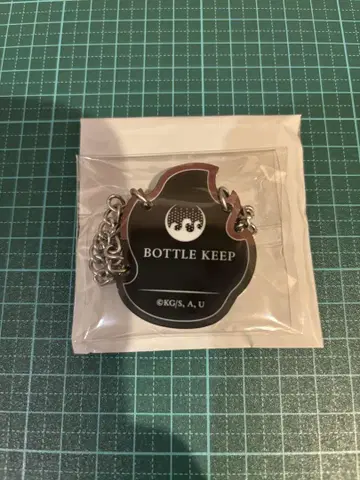 BOTTLE KEEP
©KG/S, A, U